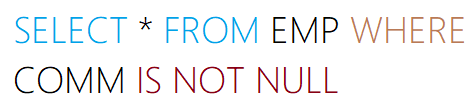 SELECT * FROM EMP WHERE
COMM IS NOT NULL